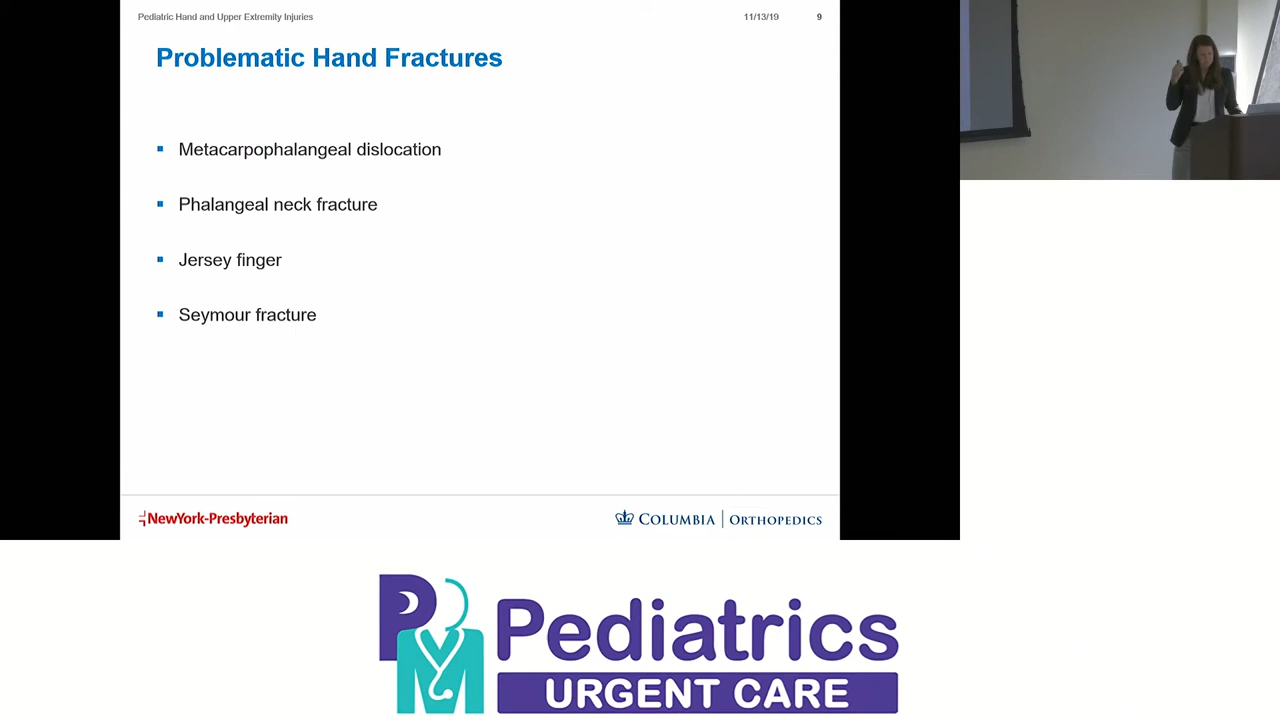 Pediatric Hand and Upper Extremity Injuries 11/13/19 9
Problematic Hand Fractures
Metacarpophalangeal dislocation
Phalangeal neck fracture
Jersey finger
Seymour fracture
NewYork-Presbyterian COLUMBIA ORTHOPEDICS
PM Pediatrics
URGENT CARE